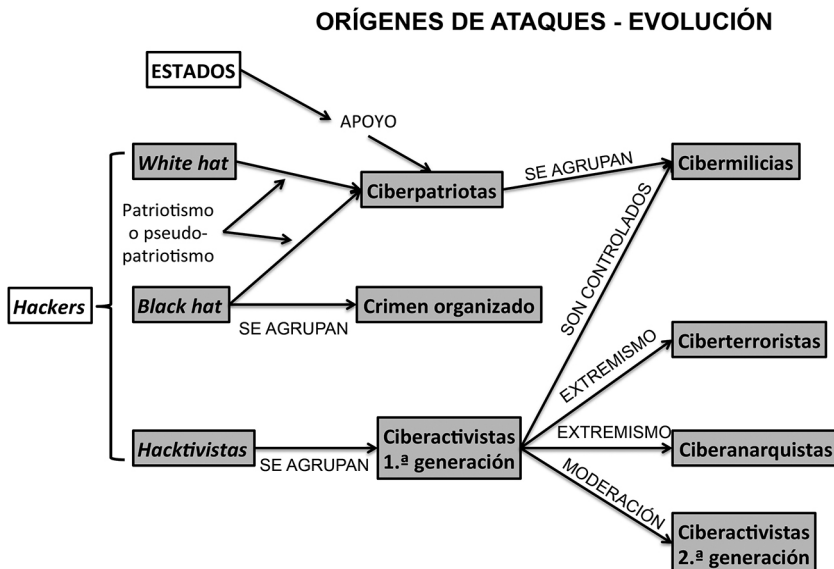 ORÍGENES DE ATAQUES - EVOLUCIÓN
ESTADOS
APOYO
White hat
Ciberpatriotas
SE AGRUPAN
Cibermilicias
Patriotismo
o pseudo-
patriotismo
SON CONTROLADOS
Hackers
Black hat
SE AGRUPAN
Crimen organizado
EXTREMISMO
Ciberterroristas
Hacktivistas
SE AGRUPAN
Ciberactivistas
1.ª generación
EXTREMISMO
Ciberanarquistas
MODERACIÓN
Ciberactivistas
2.ª generación